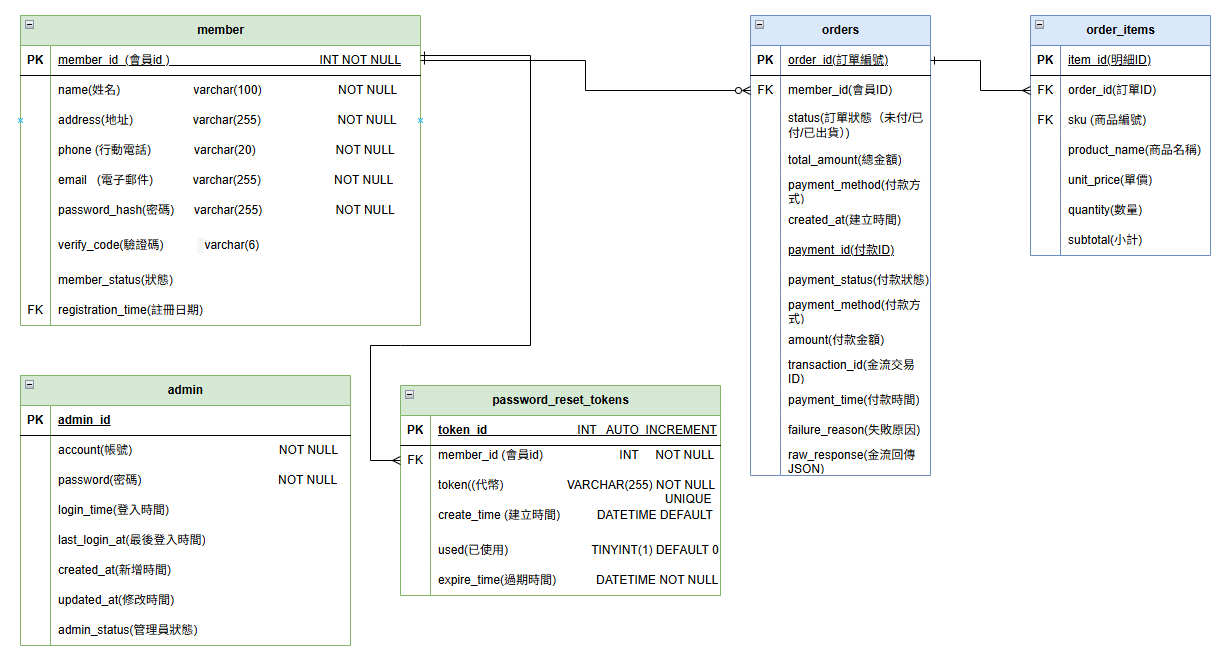 member
PK member_id (會員id ) INT NOT NULL
name(姓名) varchar(100) NOT NULL
address(地址) varchar(255) NOT NULL
phone (行動電話) varchar(20) NOT NULL
email (電子郵件) varchar(255) NOT NULL
password_hash(密碼) varchar(255) NOT NULL
verify_code(驗證碼) varchar(6)
member_status(狀態)
FK registration_time(註冊日期)
orders
PK order_id(訂單編號)
FK member_id(會員ID)
status(訂單狀態（未付/已
付/已出貨）)
total_amount(總金額)
payment_method(付款方
式)
created_at(建立時間)
payment_id(付款ID)
payment_status(付款狀態)
payment_method(付款方
式)
amount(付款金額)
transaction_id(金流交易
ID)
payment_time(付款時間)
failure_reason(失敗原因)
raw_response(金流回傳
JSON)
order_items
PK item_id(明細ID)
FK order_id(訂單ID)
FK sku (商品編號)
product_name(商品名稱)
unit_price(單價)
quantity(數量)
subtotal(小計)
admin
PK admin_id
account(帳號) NOT NULL
password(密碼) NOT NULL
login_time(登入時間)
last_login_at(最後登入時間)
created_at(新增時間)
updated_at(修改時間)
admin_status(管理員狀態)
password_reset_tokens
PK token_id INT AUTO_INCREMENT
FK member_id (會員id) INT NOT NULL
token((代幣) VARCHAR(255) NOT NULL
UNIQUE
create_time (建立時間) DATETIME DEFAULT
used(已使用) TINYINT(1) DEFAULT 0
expire_time(過期時間) DATETIME NOT NULL